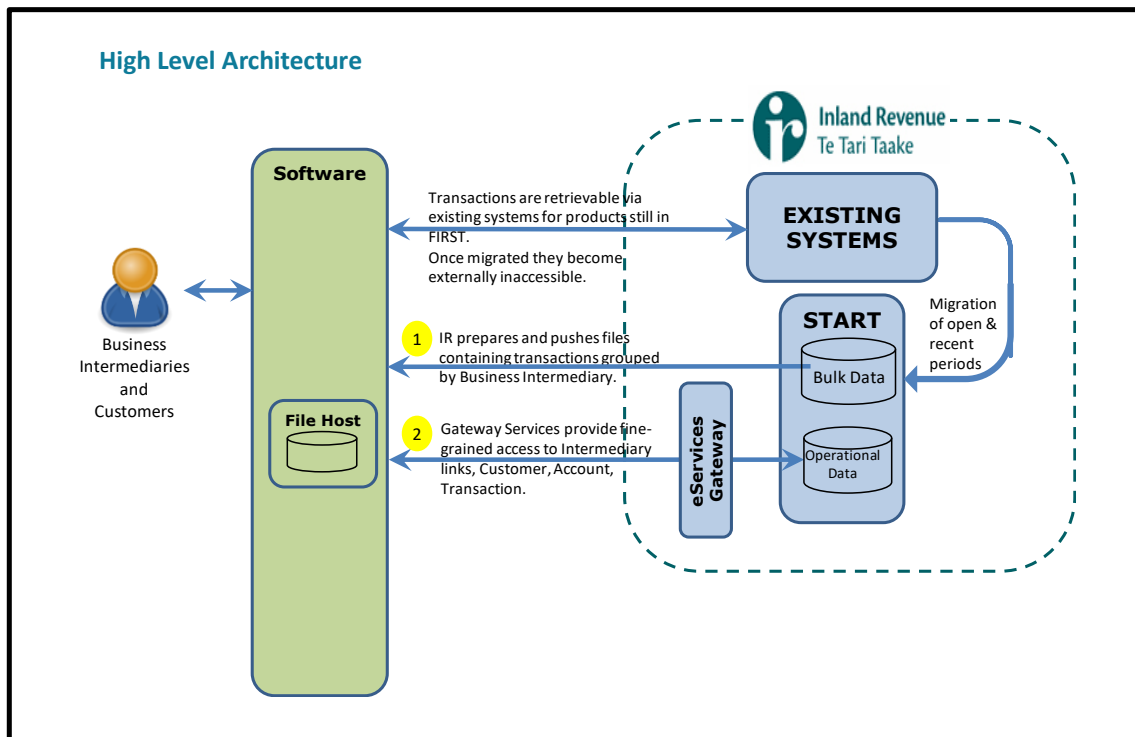 High Level Architecture
Inland Revenue
Te Tari Taake
Software
Transactions are retrievable via
existing systems for products still in
FIRST.
Once migrated they become
externally inaccessible.
EXISTING
SYSTEMS
Business
Intermediaries
and
Customers
1
IR prepares and pushes files
containing transactions grouped
by Business Intermediary.
START
Bulk Data
Migration
of open &
recent
periods
File Host
2
Gateway Services provide fine-
grained access to Intermediary
links, Customer, Account,
Transaction.
eServices
Gateway
Operational
Data